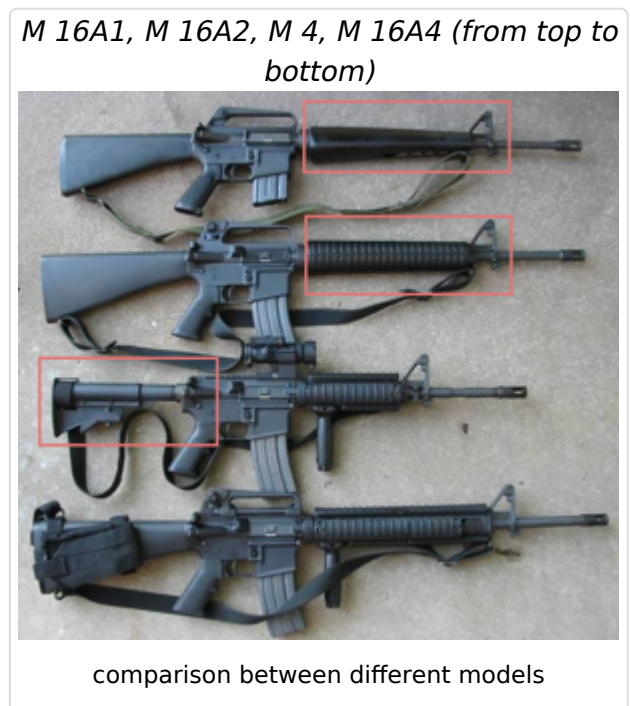 M 16A1, M 16A2, M 4, M 16A4 (from top to
bottom)
comparison between different models